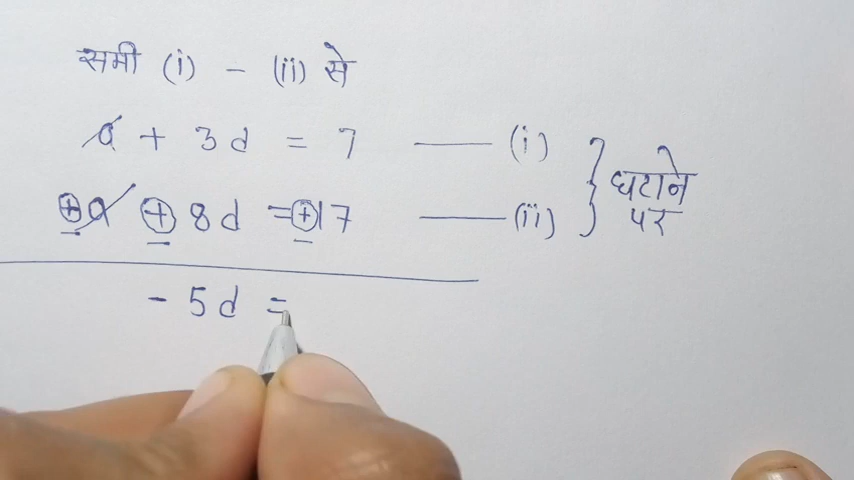 समी (i) - (ii) से
a + 3d = 7 —— (i)
+a + 8d = +17 —— (ii) } घटाने पर
- - -
- 5d =